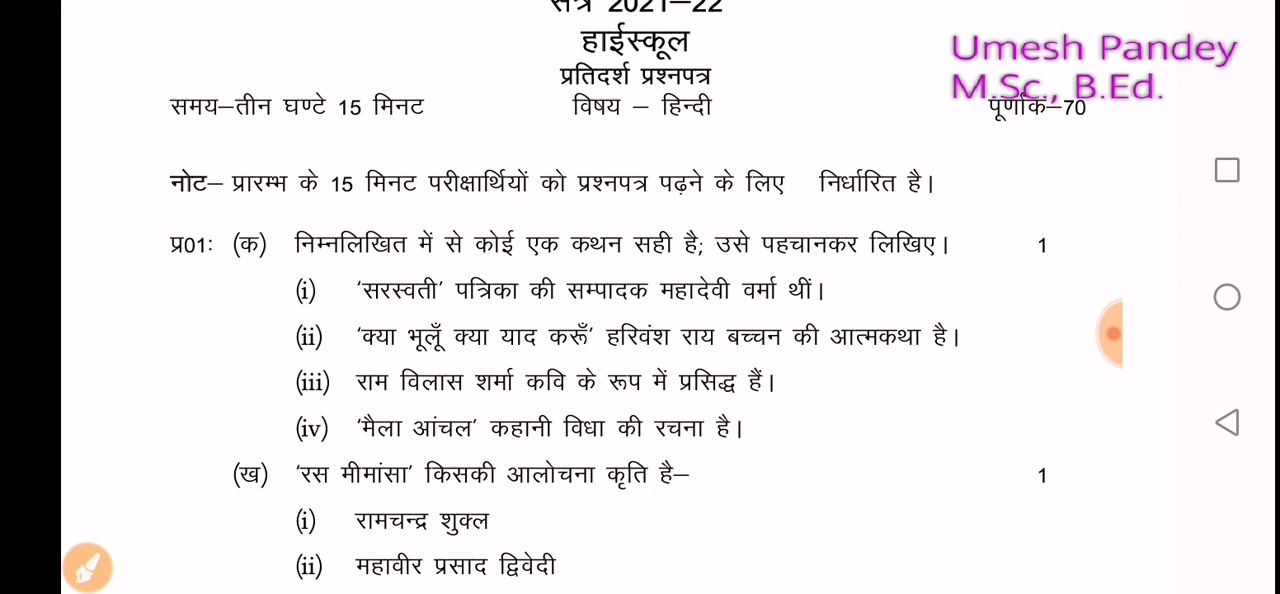 सत्र 2021–22
हाईस्कूल
Umesh Pandey
प्रतिदर्श प्रश्नपत्र
M.Sc., B.Ed.
समय–तीन घण्टे 15 मिनट विषय – हिन्दी पूर्णांक–70
नोट– प्रारम्भ के 15 मिनट परीक्षार्थियों को प्रश्नपत्र पढ़ने के लिए निर्धारित है।
प्र01: (क) निम्नलिखित में से कोई एक कथन सही है; उसे पहचानकर लिखिए। 1
(i) 'सरस्वती' पत्रिका की सम्पादक महादेवी वर्मा थीं।
(ii) 'क्या भूलूँ क्या याद करूँ' हरिवंश राय बच्चन की आत्मकथा है।
(iii) राम विलास शर्मा कवि के रूप में प्रसिद्ध हैं।
(iv) 'मैला आंचल' कहानी विधा की रचना है।
(ख) 'रस मीमांसा' किसकी आलोचना कृति है– 1
(i) रामचन्द्र शुक्ल
(ii) महावीर प्रसाद द्विवेदी